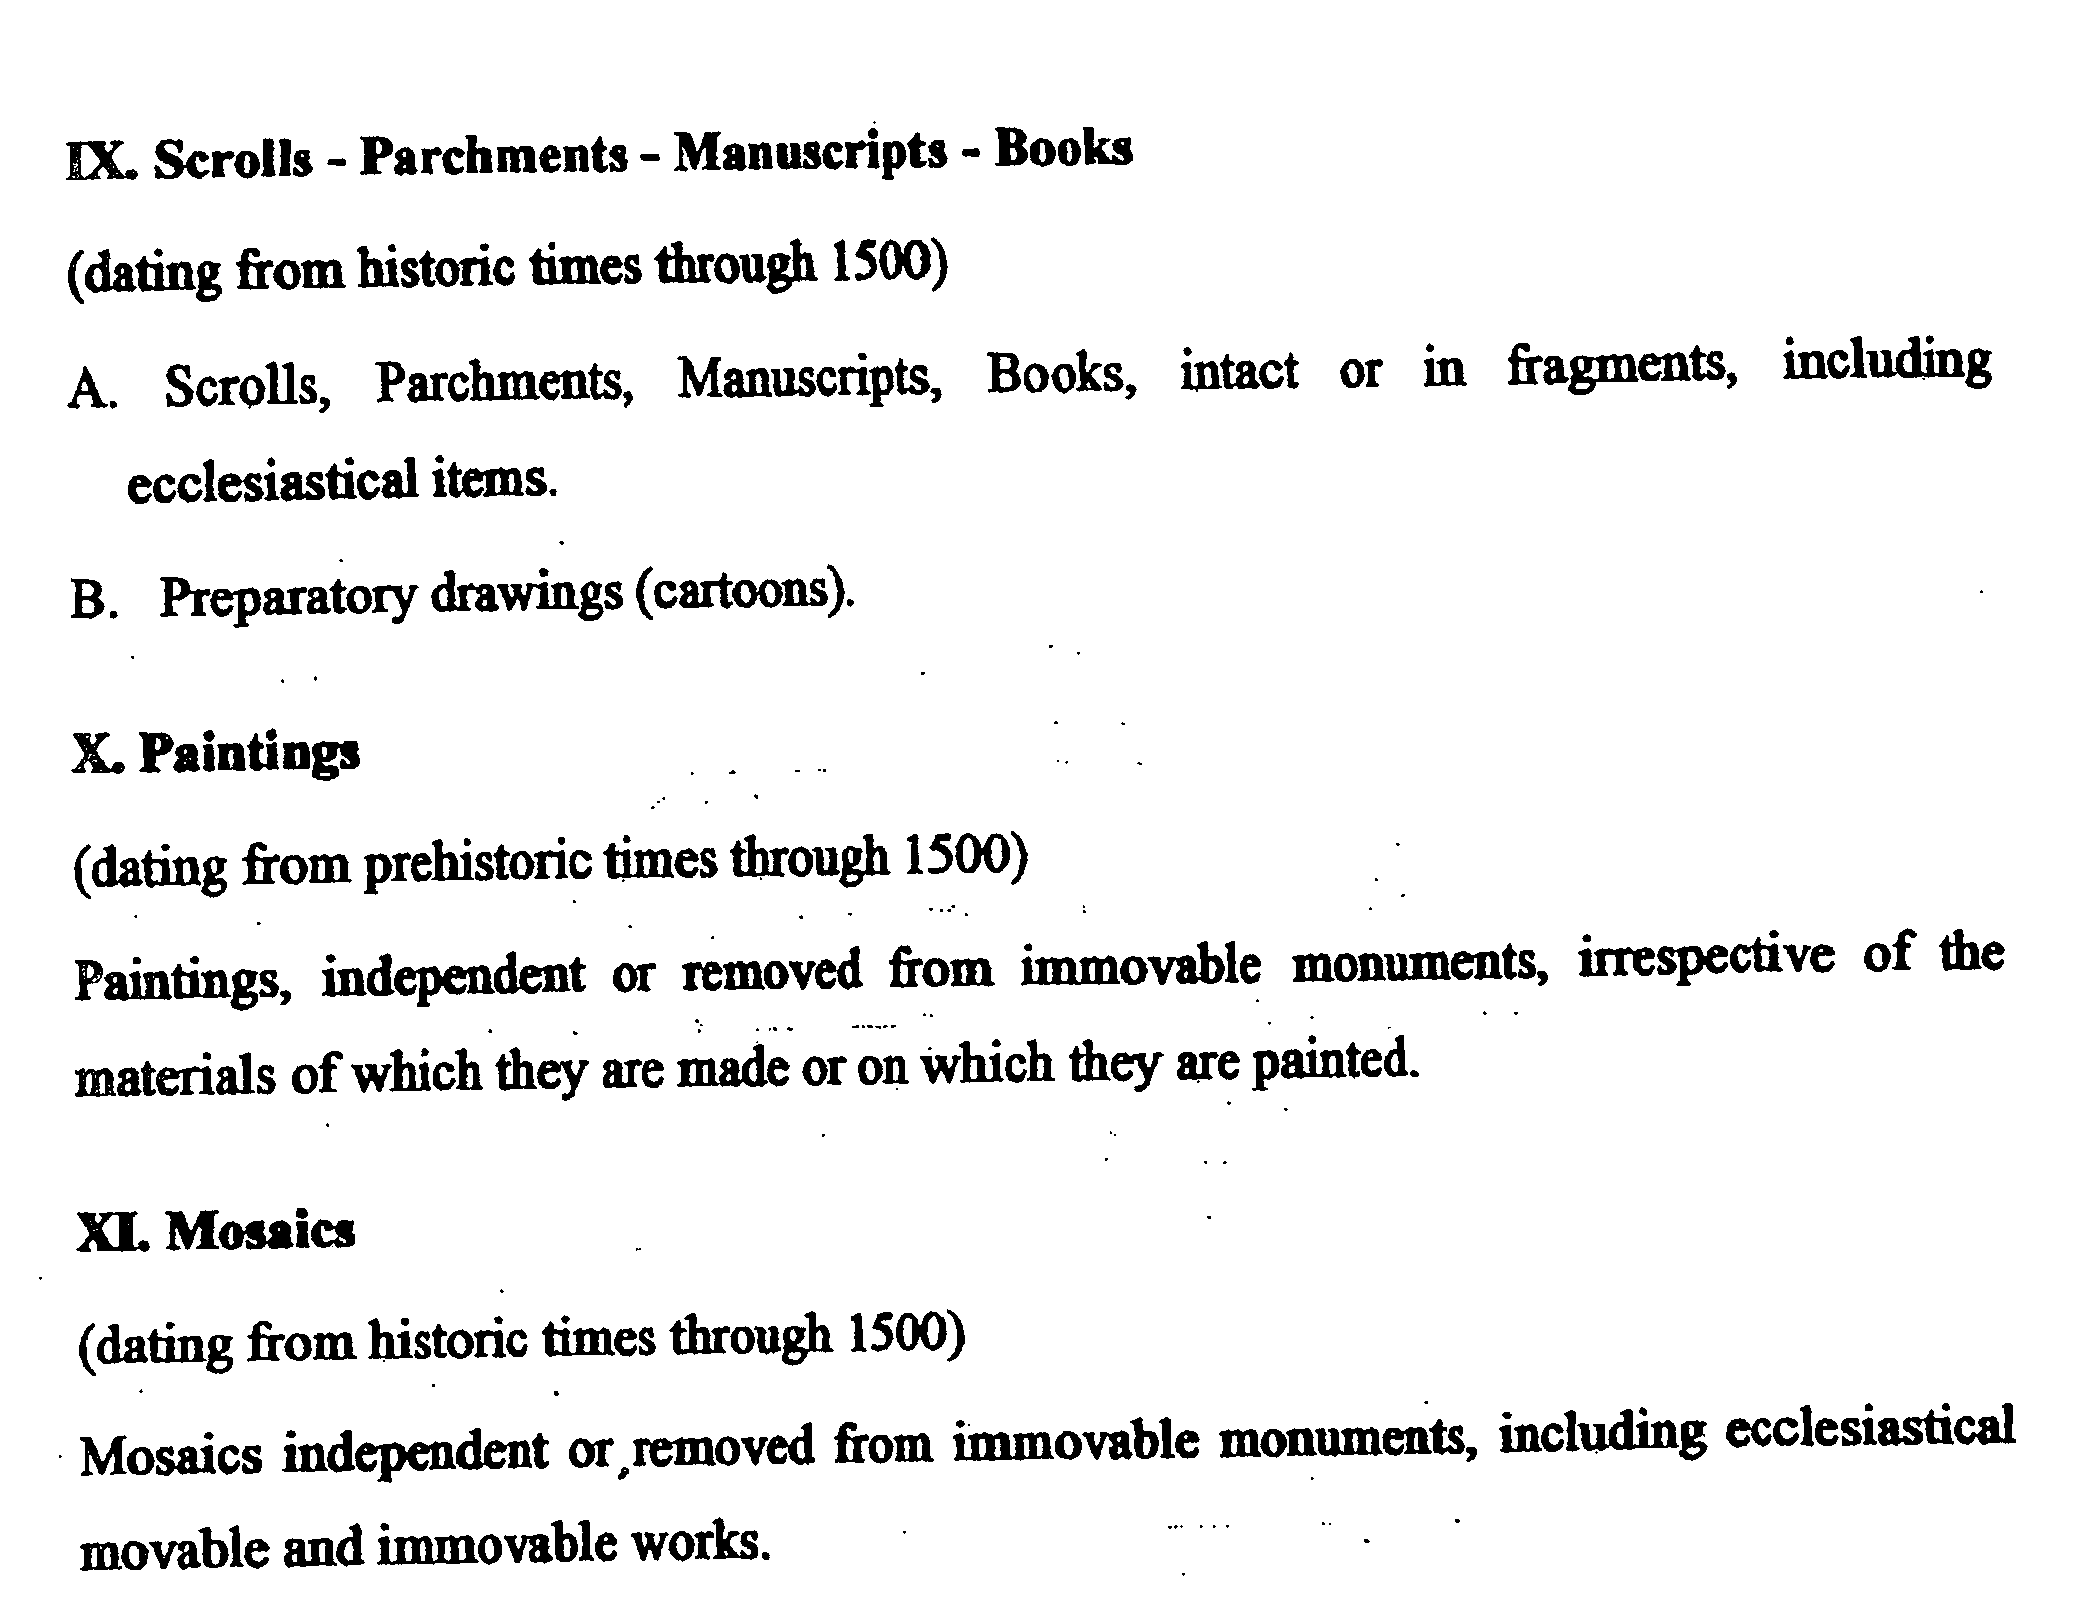 IX. Scrolls - Parchments - Manuscripts - Books
(dating from historic times through 1500)
A. Scrolls, Parchments, Manuscripts, Books, intact or in fragments, including
ecclesiastical items.
B. Preparatory drawings (cartoons).
X. Paintings
(dating from prehistoric times through 1500)
Paintings, independent or removed from immovable monuments, irrespective of the
materials of which they are made or on which they are painted.
XI. Mosaics
(dating from historic times through 1500)
Mosaics independent or removed from immovable monuments, including ecclesiastical
movable and immovable works.